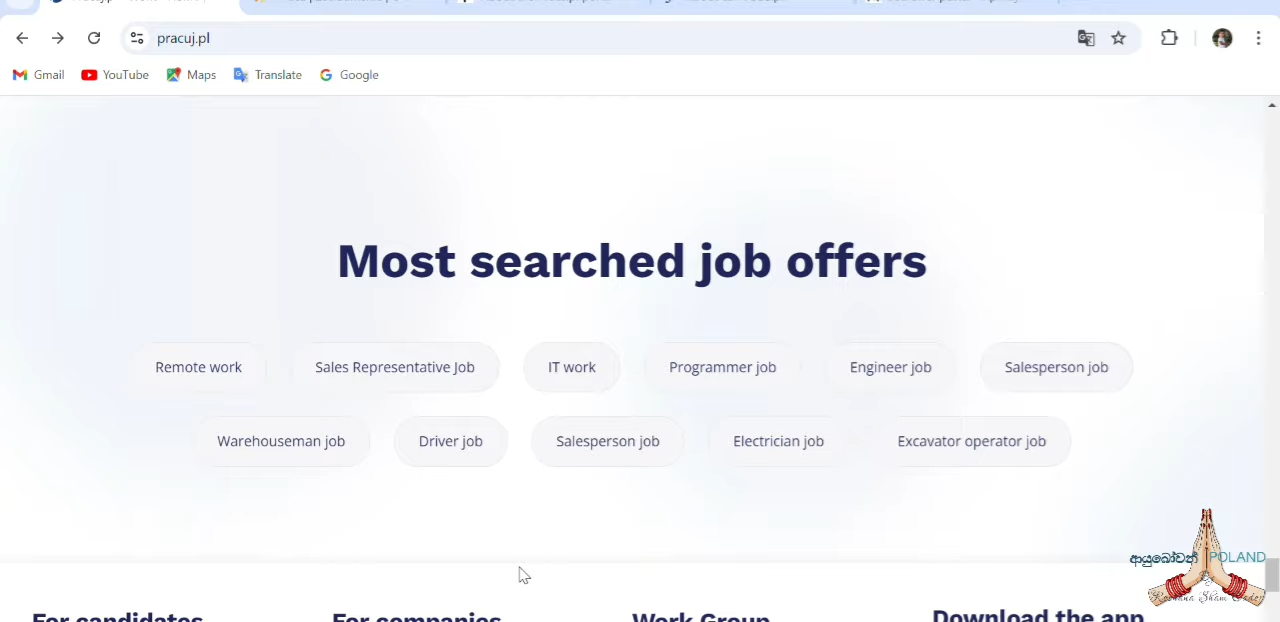 pracuj.pl
Gmail YouTube Maps Translate Google
Most searched job offers
Remote work Sales Representative Job IT work Programmer job Engineer job Salesperson job
Warehouseman job Driver job Salesperson job Electrician job Excavator operator job
ආයුබෝවන් POLAND
For candidates For companies Work Group Download the app